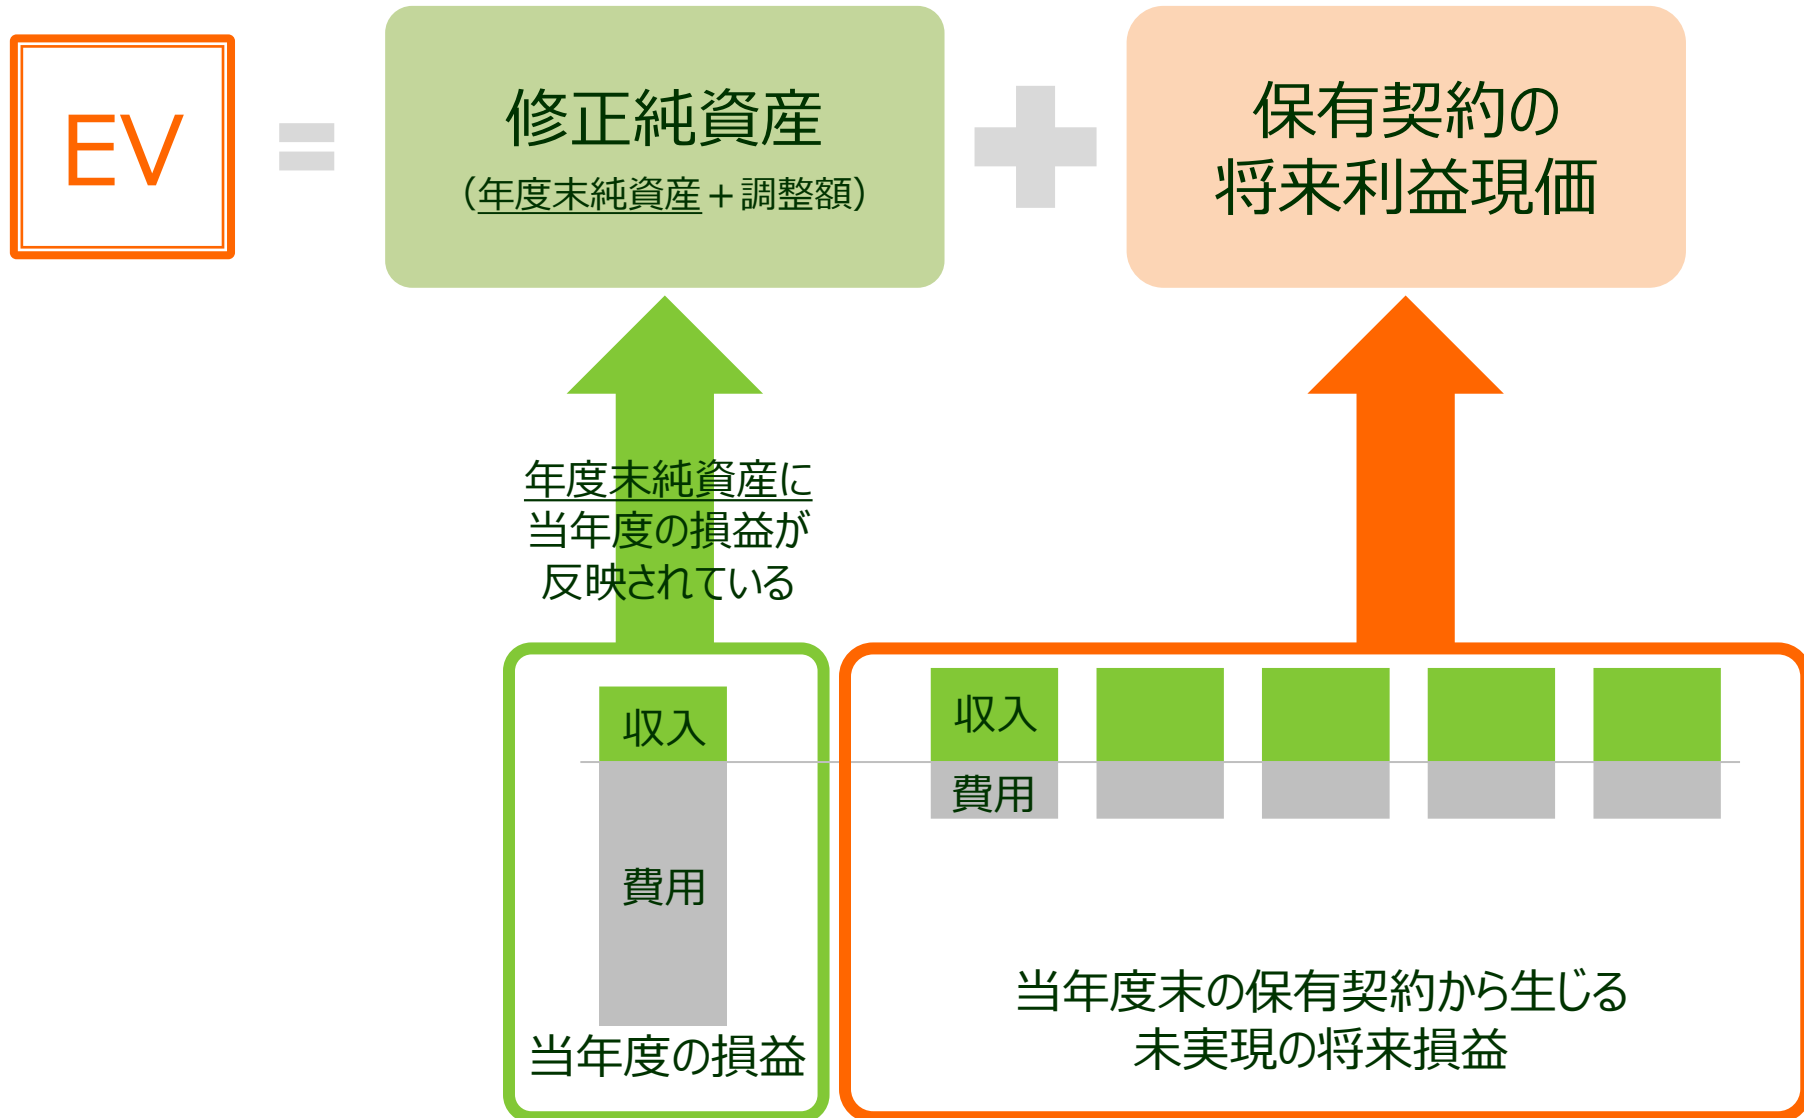 EV
=
修正純資産
（年度末純資産＋調整額）
保有契約の
将来利益現価
年度末純資産に
当年度の損益が
反映されている
収入
費用
当年度の損益
収入
費用
当年度末の保有契約から生じる
未実現の将来損益